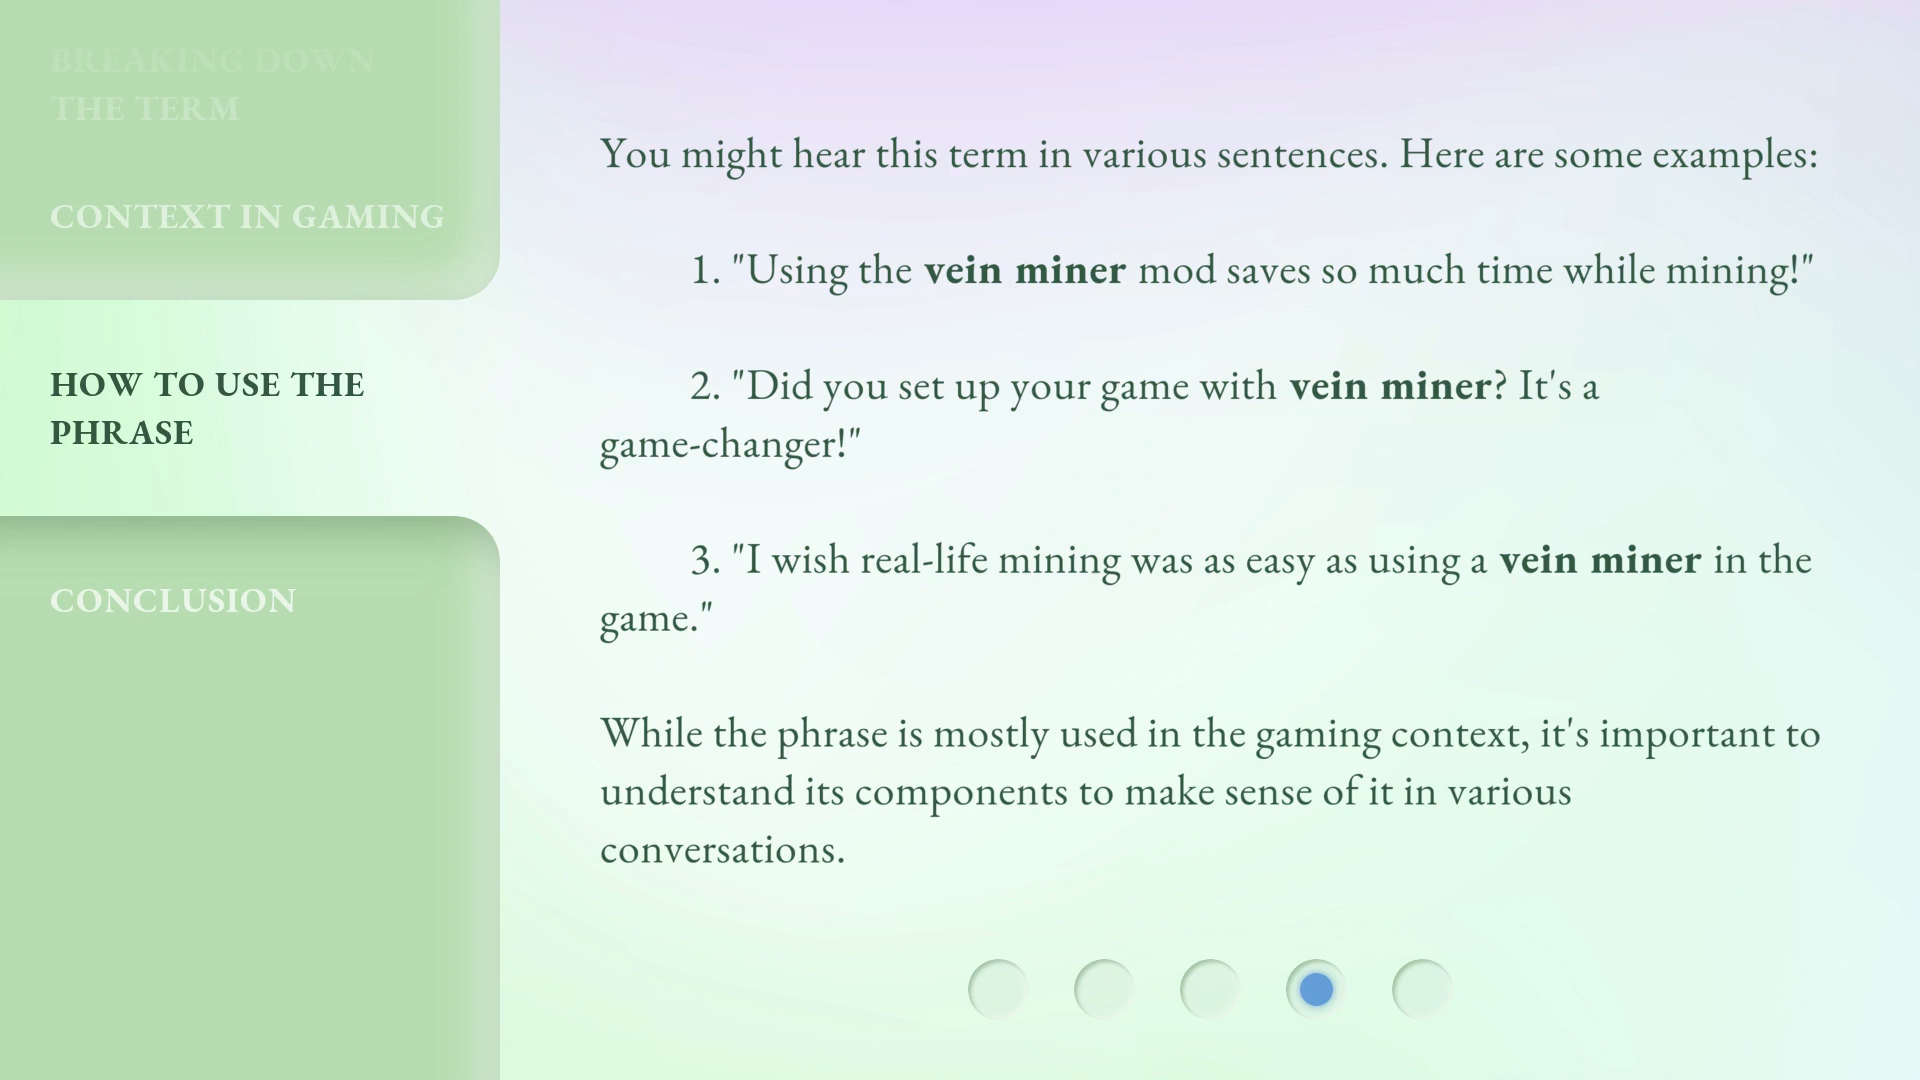 BREAKING DOWN
THE TERM
CONTEXT IN GAMING
HOW TO USE THE
PHRASE
CONCLUSION
You might hear this term in various sentences. Here are some examples:
1. "Using the vein miner mod saves so much time while mining!"
2. "Did you set up your game with vein miner? It's a
game-changer!"
3. "I wish real-life mining was as easy as using a vein miner in the
game."
While the phrase is mostly used in the gaming context, it's important to
understand its components to make sense of it in various
conversations.